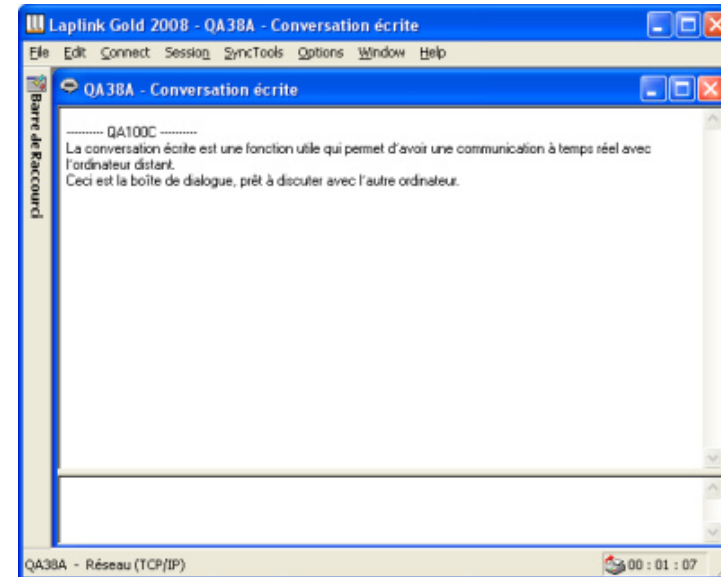 Laplink Gold 2008 - QA38A - Conversation écrite
File Edit Connect Session SyncTools Options Window Help
Barre de Raccourci
QA38A - Conversation écrite
---------- QA100C ----------
La conversation écrite est une fonction utile qui permet d'avoir une communication à temps réel avec
l'ordinateur distant.
Ceci est la boîte de dialogue, prêt à discuter avec l'autre ordinateur.
QA38A - Réseau (TCP/IP) 00 : 01 : 07